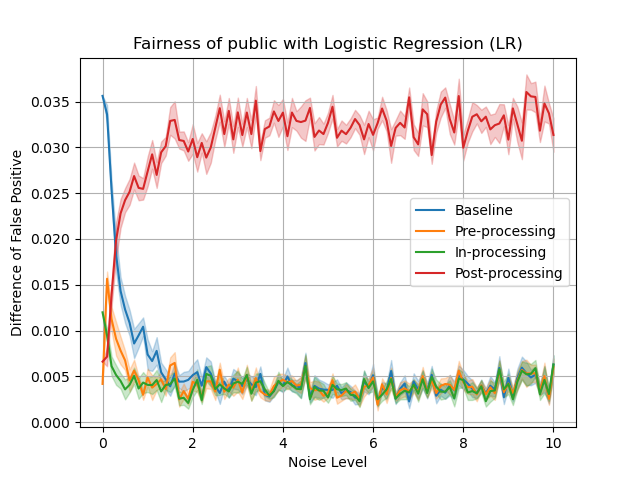 Fairness of public with Logistic Regression (LR)
Difference of False Positive
0.035
0.030
0.025
0.020
0.015
0.010
0.005
0.000
Baseline
Pre-processing
In-processing
Post-processing
0 2 4 6 8 10
Noise Level